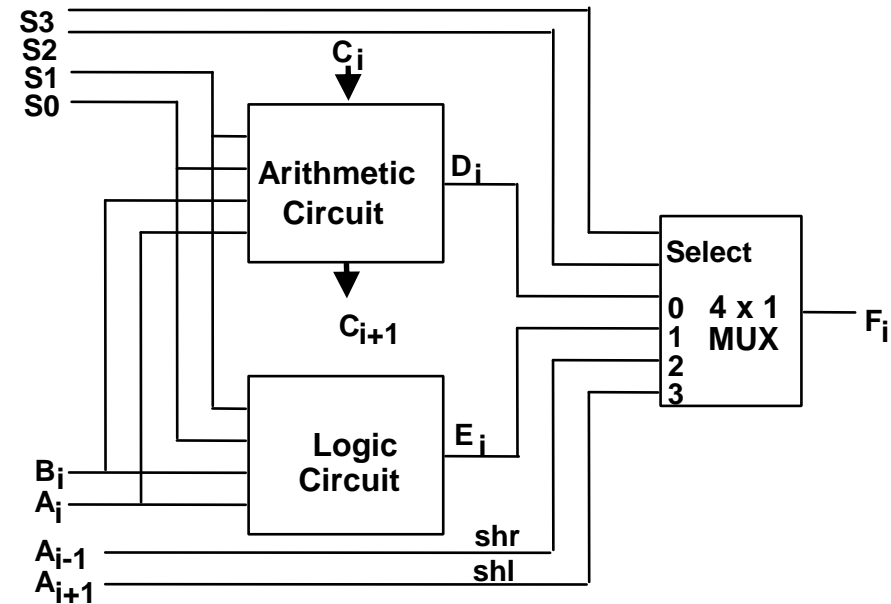 S3
S2
S1
S0
Ci
Arithmetic
Circuit
Di
Ci+1
Select
0
1
2
3
4 x 1
MUX
Fi
Logic
Circuit
Ei
Bi
Ai
Ai-1
shr
Ai+1
shl